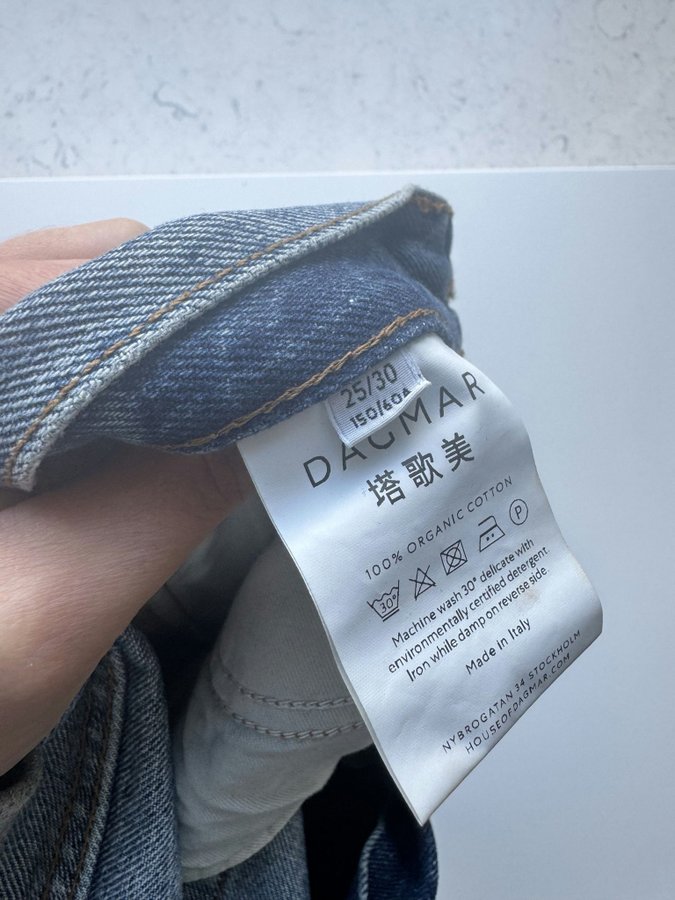 25/30
150/60A
DAGMAR
塔歌美
100% ORGANIC COTTON
30°
P
Machine wash 30° delicate with
environmentally certified detergent
Iron while damp on reverse side
Made in Italy
NYBROGATAN 34 STOCKHOLM
HOUSEOFDAGMAR.COM